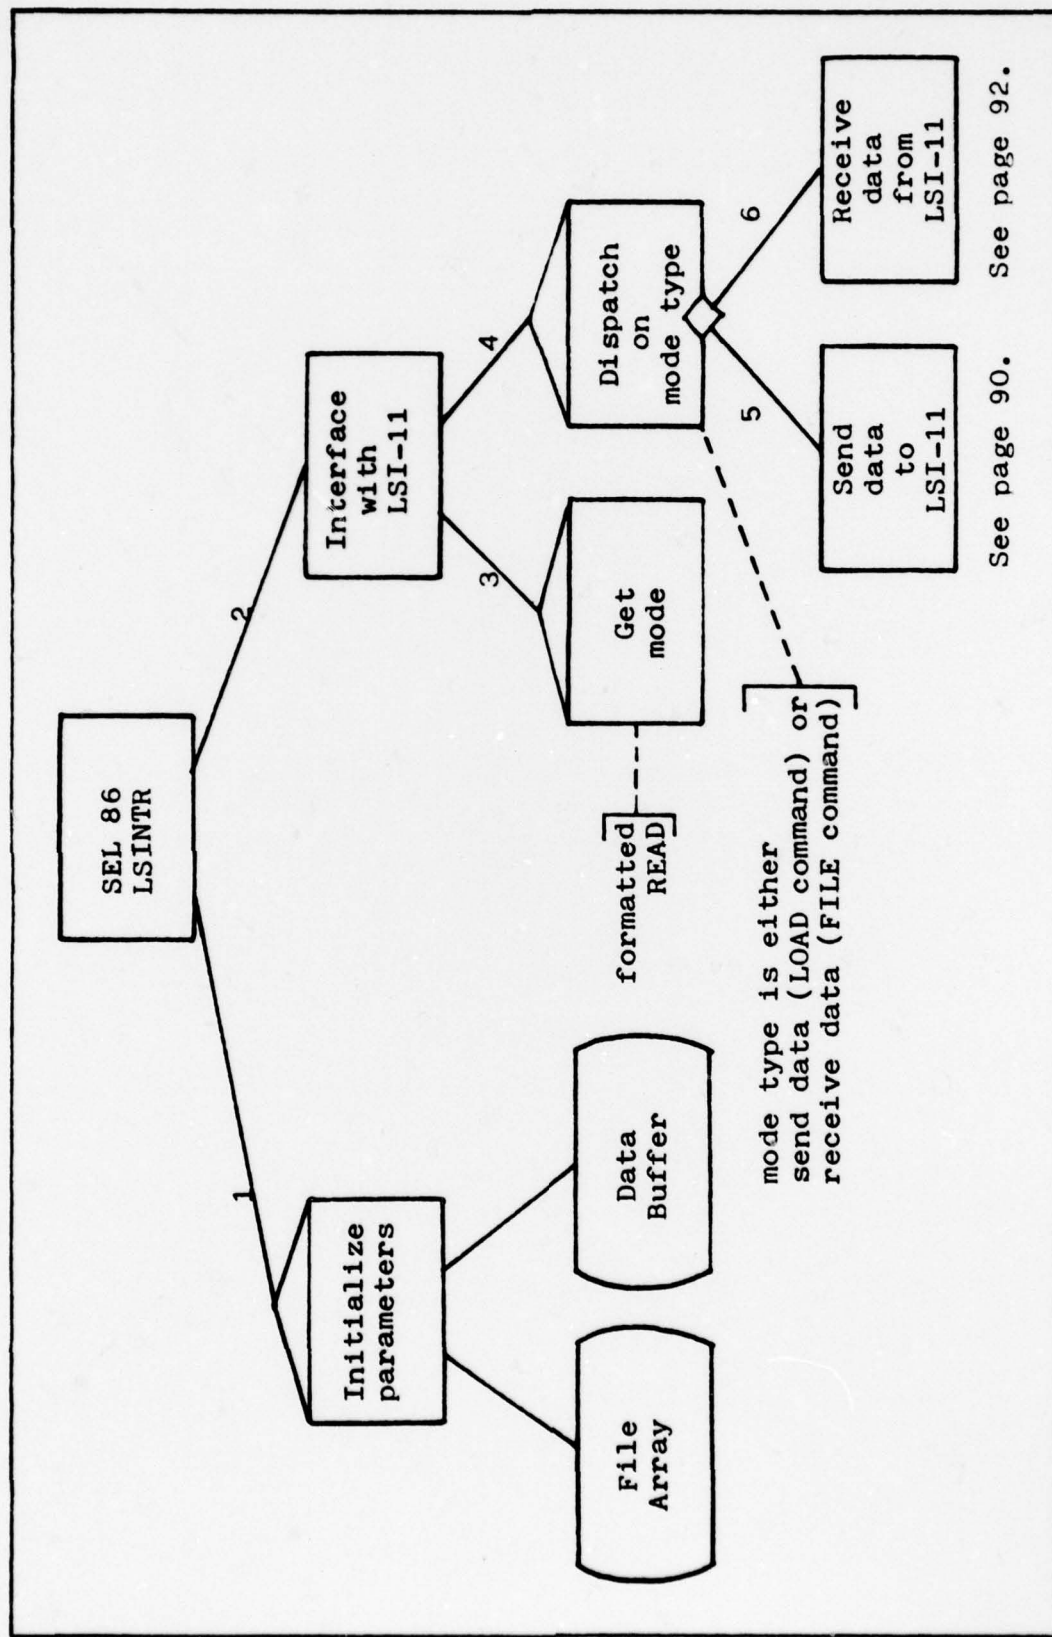 SEL 86
LSINTR
1
2
Initialize
parameters
Interface
with
LSI-11
3
4
File
Array
Data
Buffer
formatted
READ
Get
mode
Dispatch
on
mode type
mode type is either
send data (LOAD command) or
receive data (FILE command)
5
6
Send
data
to
LSI-11
Receive
data
from
LSI-11
See page 90.
See page 92.